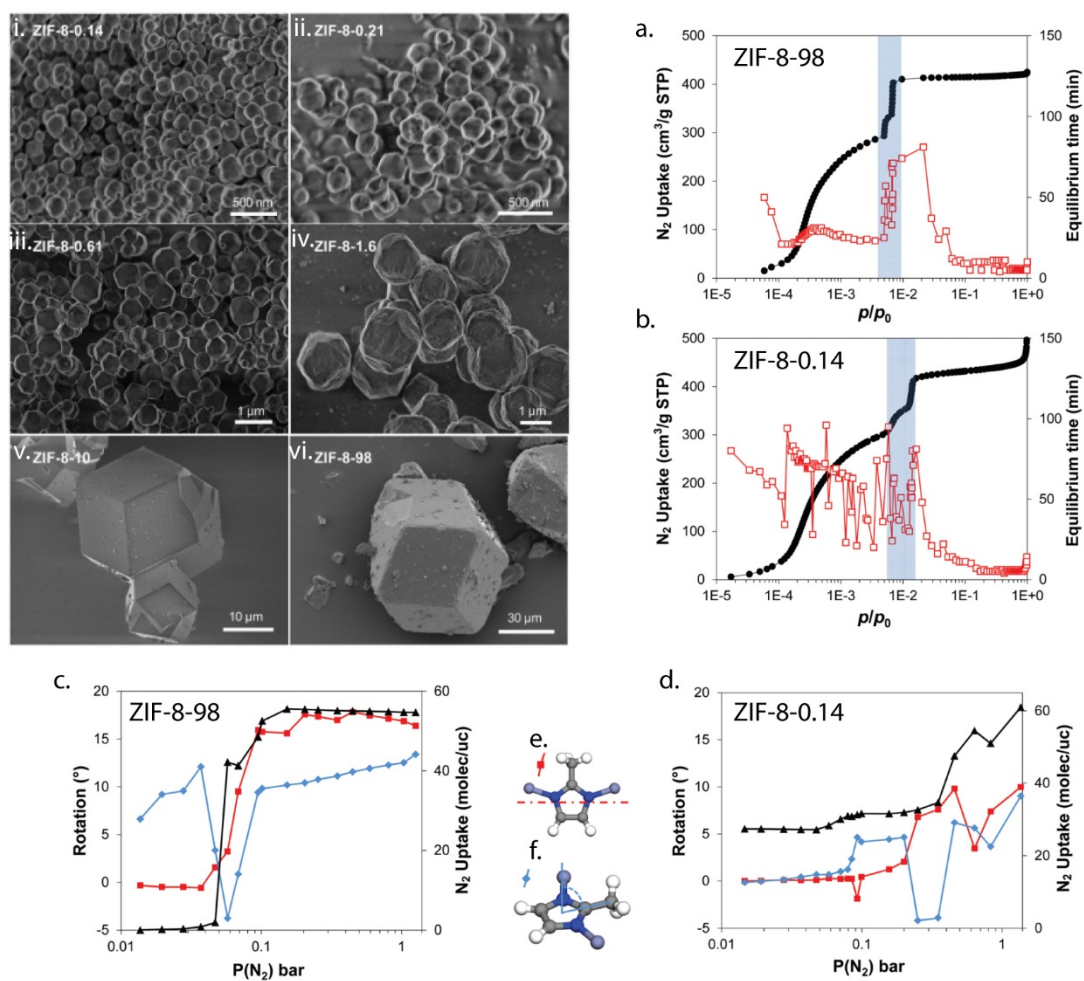 i. ZIF-8-0.14
500 nm
ii. ZIF-8-0.21
500 nm
iii. ZIF-8-0.61
1 µm
iv. ZIF-8-1.6
1 µm
v. ZIF-8-10
10 µm
vi. ZIF-8-98
30 µm
a.
ZIF-8-98
N2 Uptake (cm3/g STP)
500
400
300
200
100
0
150
100
50
0
Equilibrium time (min)
1E-5 1E-4 1E-3 1E-2 1E-1 1E+0
p/p0
b.
ZIF-8-0.14
N2 Uptake (cm3/g STP)
500
400
300
200
100
0
150
100
50
0
Equilibrium time (min)
1E-5 1E-4 1E-3 1E-2 1E-1 1E+0
p/p0
c.
ZIF-8-98
Rotation (°)
20
15
10
5
0
-5
60
40
20
0
N2 Uptake (molec/uc)
0.01 0.1 1
P(N2) bar
e.
f.
d.
ZIF-8-0.14
Rotation (°)
20
15
10
5
0
-5
60
40
20
0
N2 Uptake (molec/uc)
0.01 0.1 1
P(N2) bar